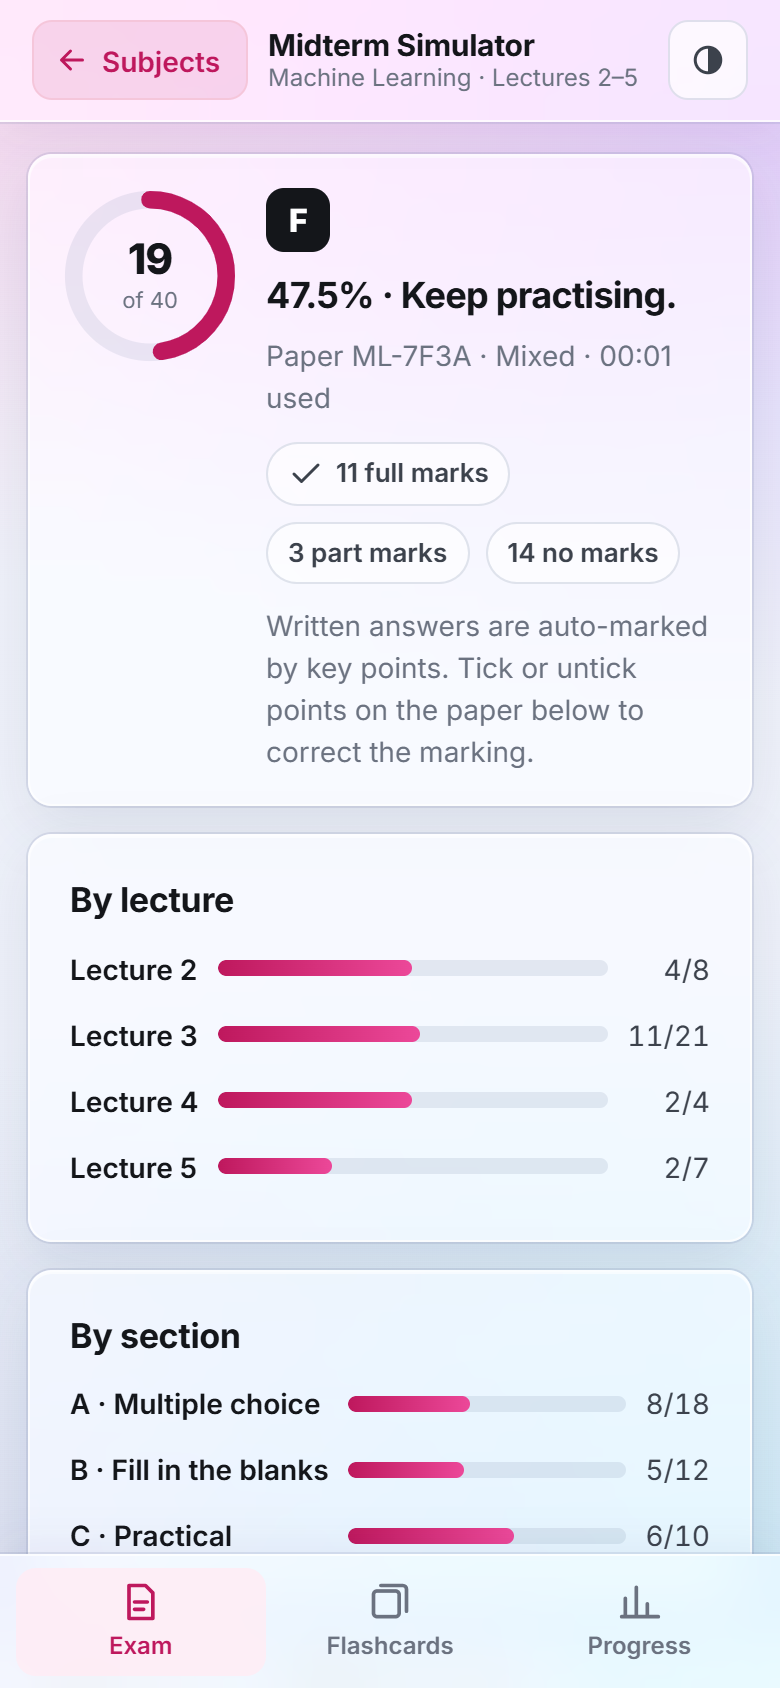 Subjects
Midterm Simulator
Machine Learning · Lectures 2–5
19
of 40
F
47.5% · Keep practising.
Paper ML-7F3A · Mixed · 00:01
used
11 full marks
3 part marks
14 no marks
Written answers are auto-marked
by key points. Tick or untick
points on the paper below to
correct the marking.
By lecture
Lecture 2 4/8
Lecture 3 11/21
Lecture 4 2/4
Lecture 5 2/7
By section
A · Multiple choice 8/18
B · Fill in the blanks 5/12
C · Practical 6/10
Exam
Flashcards
Progress